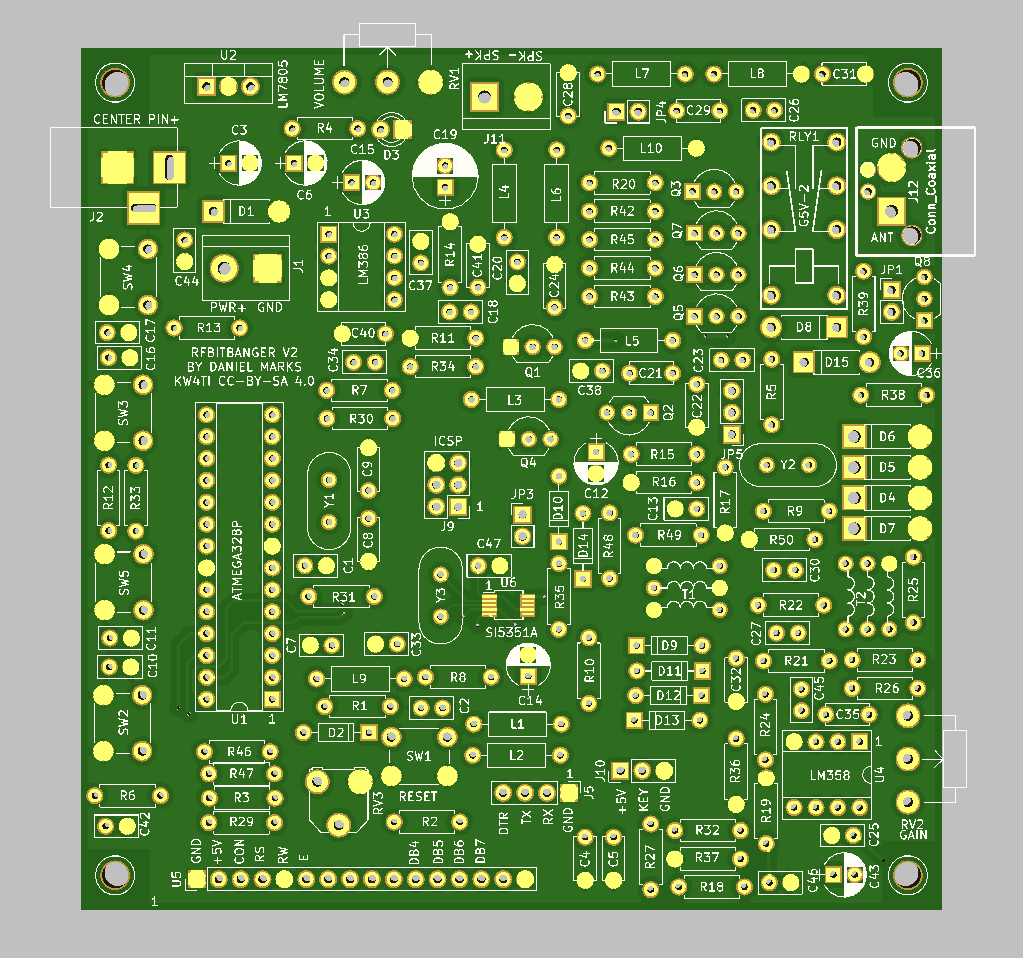 U2
LM7805
VOLUME
RV1
SPK- SPK+
J11
C28
L7
L8
C31
JP4
C29
C26
CENTER PIN+
J2
C3
R4
C15
D3
C6
C19
L4
L6
L10
RLY1
G5V-2
GND
J12
Conn_Coaxial
ANT
R20
Q3
R42
Q7
R45
R44
Q6
R43
Q5
D1
U3
1
LM386
SW4
C44
J1
PWR+ GND
C37
R14
C41
C20
C24
C18
JP1
Q8
R39
C17
R13
C40
R11
L5
C23
D8
D15
C36
RFBITBANGER V2
BY DANIEL MARKS
KW4TI CC-BY-SA 4.0
C16
C34
R34
Q1
C38
C21
C22
R5
R38
SW3
R7
R30
L3
Q2
JP5
ICSP
C9
J9
1
Q4
C12
R15
R16
C13
R17
Y2
D6
D5
D4
D7
R12
R33
Y1
JP3
D10
D14
R48
R49
R9
R50
ATMEGA328P
C8
C47
U6
1
SI5351A
R35
T1
C30
R22
T2
R25
SW5
C1
R31
Y3
C11
C10
C7
C33
C14
R10
D9
D11
D12
D13
C27
R21
R23
R26
C32
C45
C35
R24
SW2
U1
1
L9
R1
D2
R8
C2
L1
L2
SW1
RESET
R46
R47
R3
R29
RV3
R2
R6
C42
1
J5
DTR
TX
RX
GND
J10
+5V
KEY
GND
R36
R19
LM358
1
U4
RV2
GAIN
C25
R32
R37
R18
R27
C4
C5
C46
C43
U5
GND
+5V
CON
RS
RW
E
DB4
DB5
DB6
DB7
1